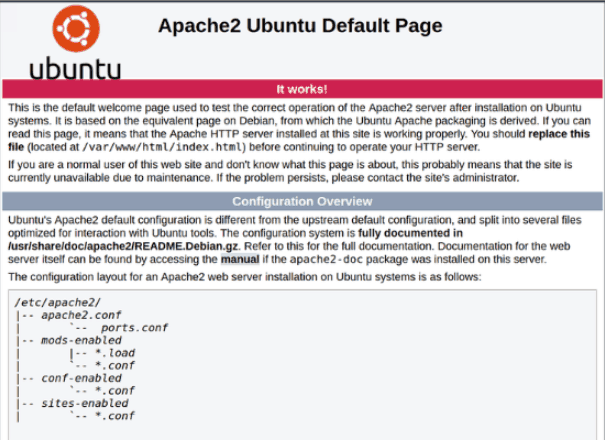 Apache2 Ubuntu Default Page
ubuntu
It works!
This is the default welcome page used to test the correct operation of the Apache2 server after installation on Ubuntu
systems. It is based on the equivalent page on Debian, from which the Ubuntu Apache packaging is derived. If you can
read this page, it means that the Apache HTTP server installed at this site is working properly. You should replace this
file (located at /var/www/html/index.html) before continuing to operate your HTTP server.
If you are a normal user of this web site and don't know what this page is about, this probably means that the site is
currently unavailable due to maintenance. If the problem persists, please contact the site's administrator.
Configuration Overview
Ubuntu's Apache2 default configuration is different from the upstream default configuration, and split into several files
optimized for interaction with Ubuntu tools. The configuration system is fully documented in
/usr/share/doc/apache2/README.Debian.gz. Refer to this for the full documentation. Documentation for the web
server itself can be found by accessing the manual if the apache2-doc package was installed on this server.
The configuration layout for an Apache2 web server installation on Ubuntu systems is as follows:
/etc/apache2/
|-- apache2.conf
|       `--  ports.conf
|-- mods-enabled
|       |-- *.load
|       `-- *.conf
|-- conf-enabled
|       `-- *.conf
|-- sites-enabled
|       `-- *.conf